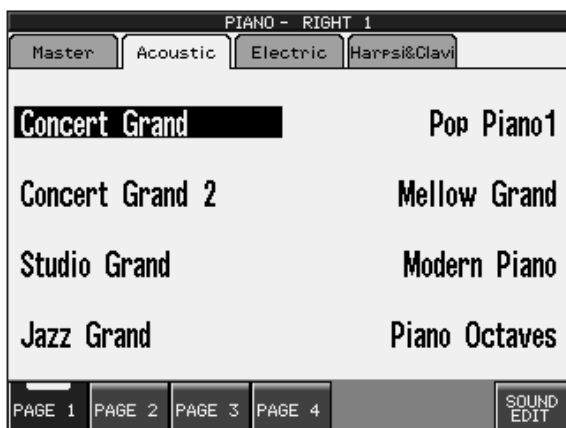 PIANO - RIGHT 1
Master Acoustic Electric Harpsi&Clavi
Concert Grand Pop Piano1
Concert Grand 2 Mellow Grand
Studio Grand Modern Piano
Jazz Grand Piano Octaves
PAGE 1 PAGE 2 PAGE 3 PAGE 4 SOUND
EDIT